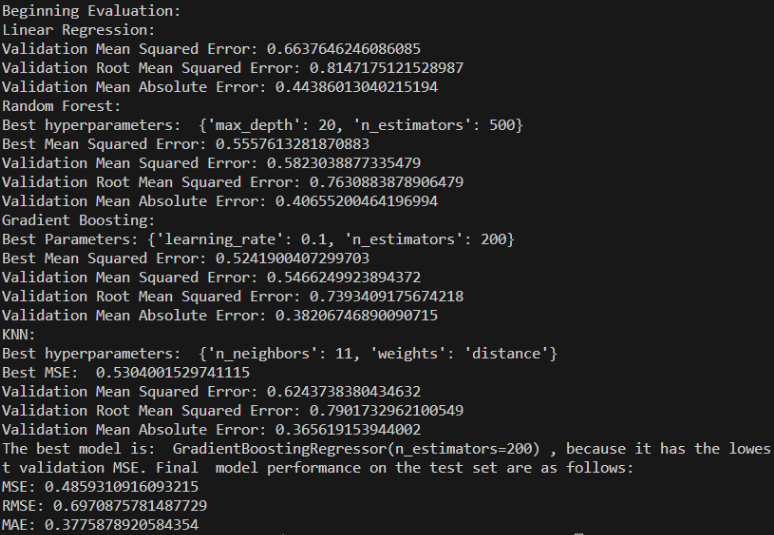 Beginning Evaluation:
Linear Regression:
Validation Mean Squared Error: 0.6637646246086085
Validation Root Mean Squared Error: 0.8147175121528987
Validation Mean Absolute Error: 0.44386013040215194
Random Forest:
Best hyperparameters:  {'max_depth': 20, 'n_estimators': 500}
Best Mean Squared Error: 0.5557613281870883
Validation Mean Squared Error: 0.5823038877335479
Validation Root Mean Squared Error: 0.7630883878906479
Validation Mean Absolute Error: 0.40655200464196994
Gradient Boosting:
Best Parameters: {'learning_rate': 0.1, 'n_estimators': 200}
Best Mean Squared Error: 0.5241900407299703
Validation Mean Squared Error: 0.5466249923894372
Validation Root Mean Squared Error: 0.7393409175674218
Validation Mean Absolute Error: 0.38206746890090715
KNN:
Best hyperparameters:  {'n_neighbors': 11, 'weights': 'distance'}
Best MSE:  0.5304001529741115
Validation Mean Squared Error: 0.6243738380434632
Validation Root Mean Squared Error: 0.7901732962100549
Validation Mean Absolute Error: 0.365619153944002
The best model is:  GradientBoostingRegressor(n_estimators=200) , because it has the lowes
t validation MSE. Final  model performance on the test set are as follows:
MSE: 0.4859310916093215
RMSE: 0.6970875781487729
MAE: 0.3775878920584354